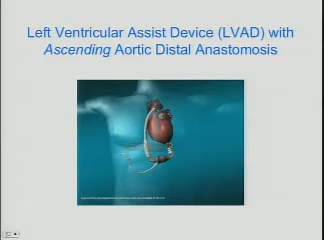 Left Ventricular Assist Device (LVAD) with
Ascending Aortic Distal Anastomosis